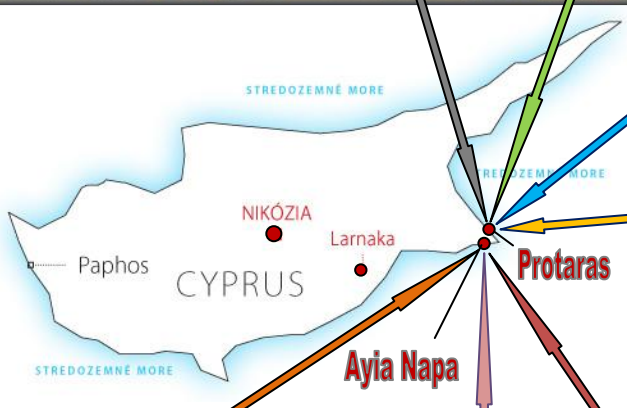 STREDOZEMNÉ MORE
STREDOZEMNÉ MORE
NIKÓZIA
Larnaka
Paphos
CYPRUS
Protaras
Ayia Napa
STREDOZEMNÉ MORE